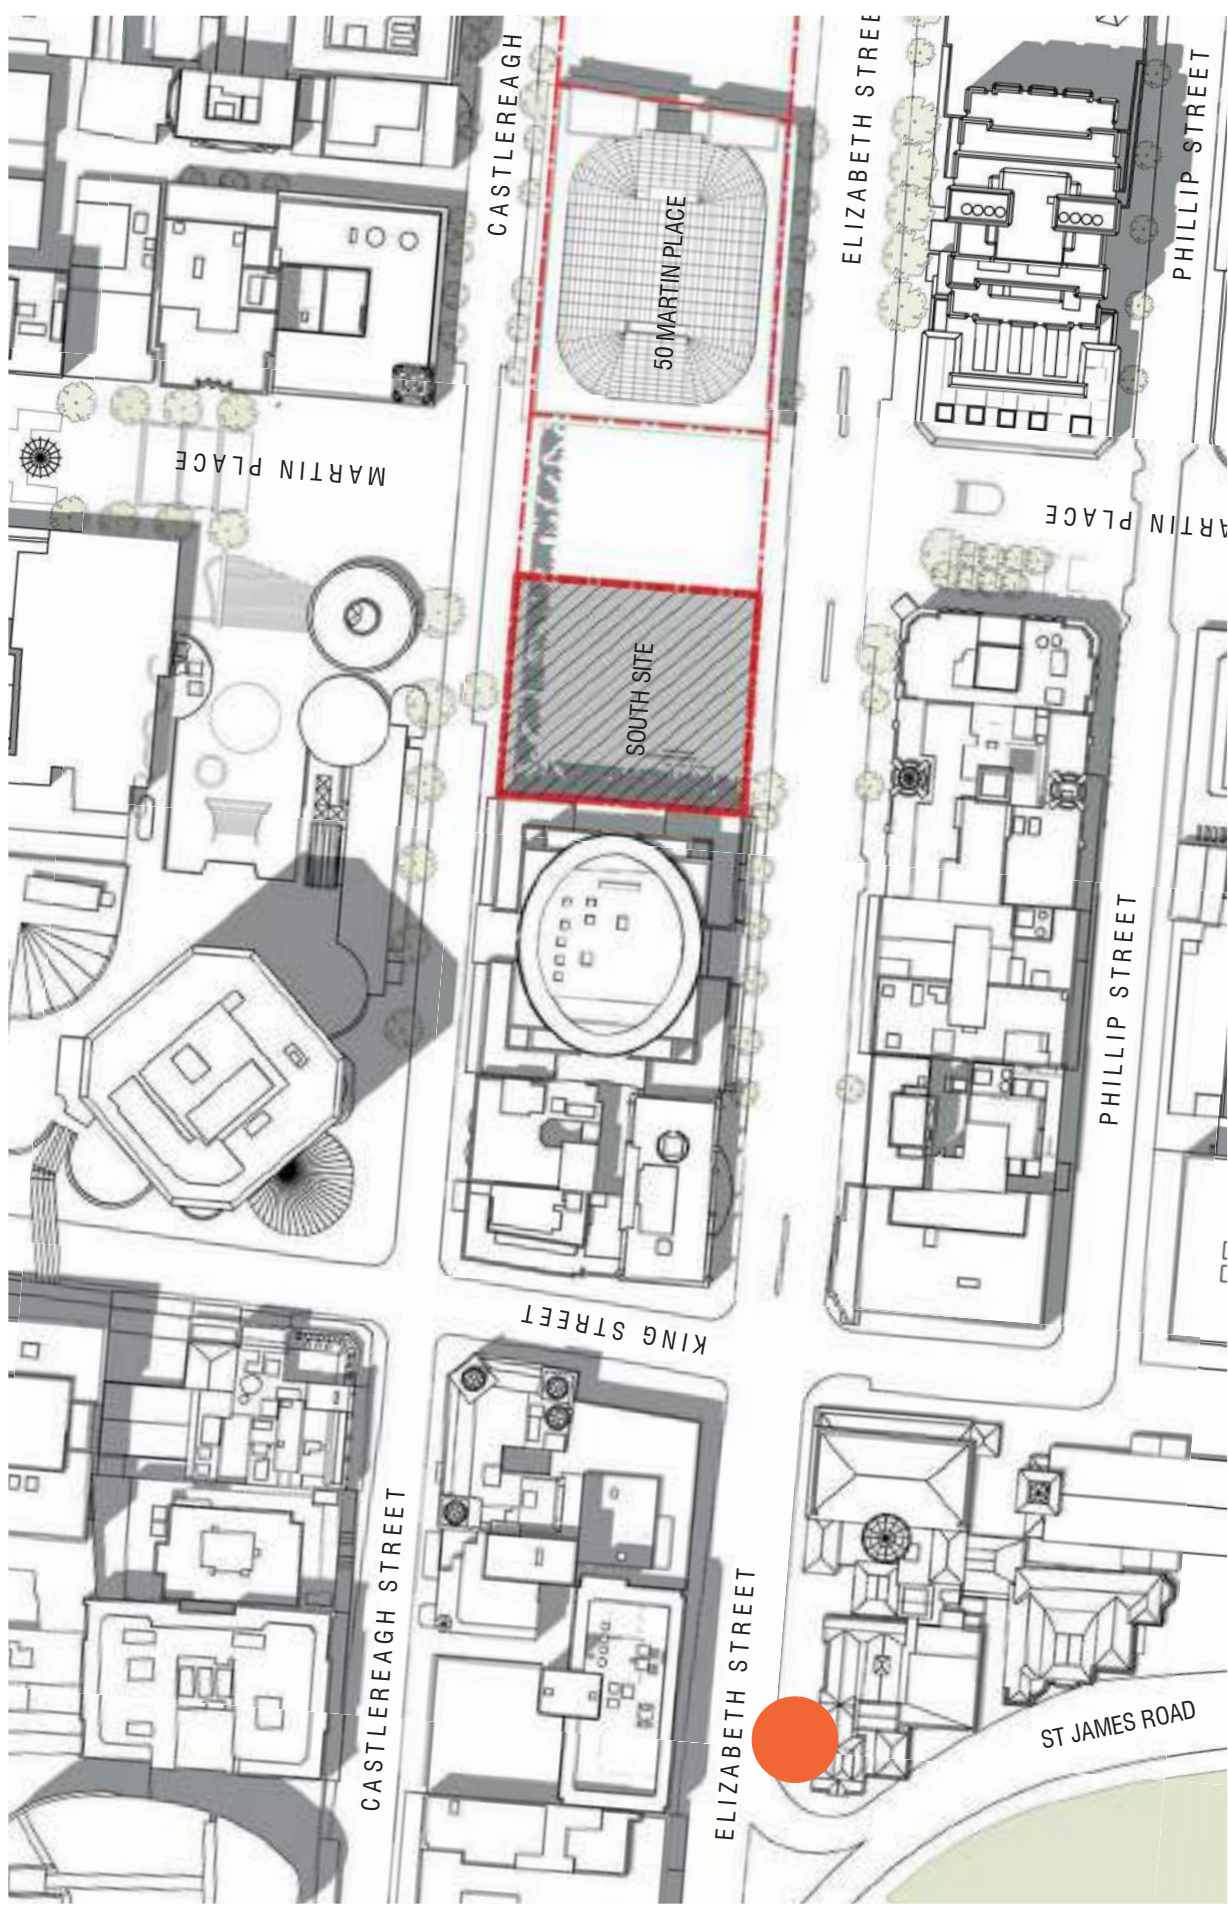 CASTLEREAGH
ELIZABETH STREE
PHILLIP STREET
50 MARTIN PLACE
MARTIN PLACE
ARTIN PLACE
SOUTH SITE
PHILLIP STREET
KING STREET
CASTLEREAGH STREET
ELIZABETH STREET
ST JAMES ROAD